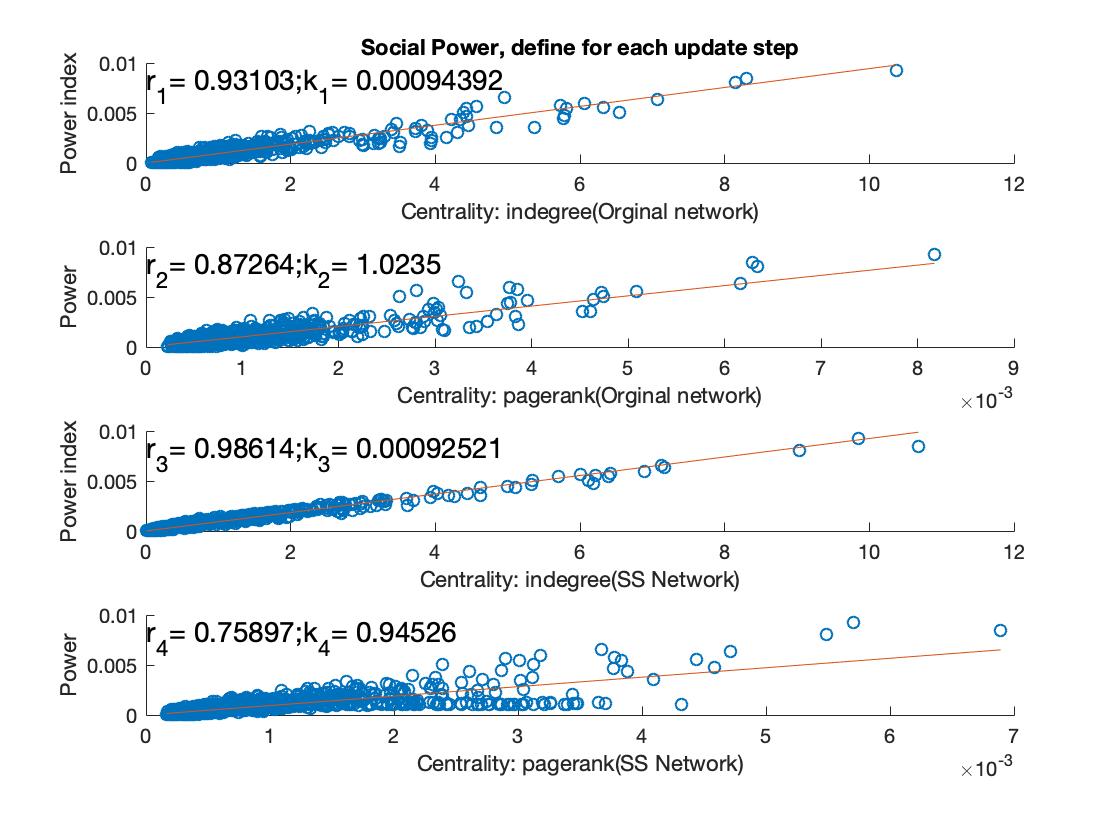 Social Power, define for each update step
Power index
0.01
0.005
0
r1= 0.93103;k1= 0.00094392
0 2 4 6 8 10 12
Centrality: indegree(Orginal network)
Power
0.01
0.005
0
r2= 0.87264;k2= 1.0235
0 1 2 3 4 5 6 7 8 9
×10-3
Centrality: pagerank(Orginal network)
Power index
0.01
0.005
0
r3= 0.98614;k3= 0.00092521
0 2 4 6 8 10 12
Centrality: indegree(SS Network)
Power
0.01
0.005
0
r4= 0.75897;k4= 0.94526
0 1 2 3 4 5 6 7
×10-3
Centrality: pagerank(SS Network)